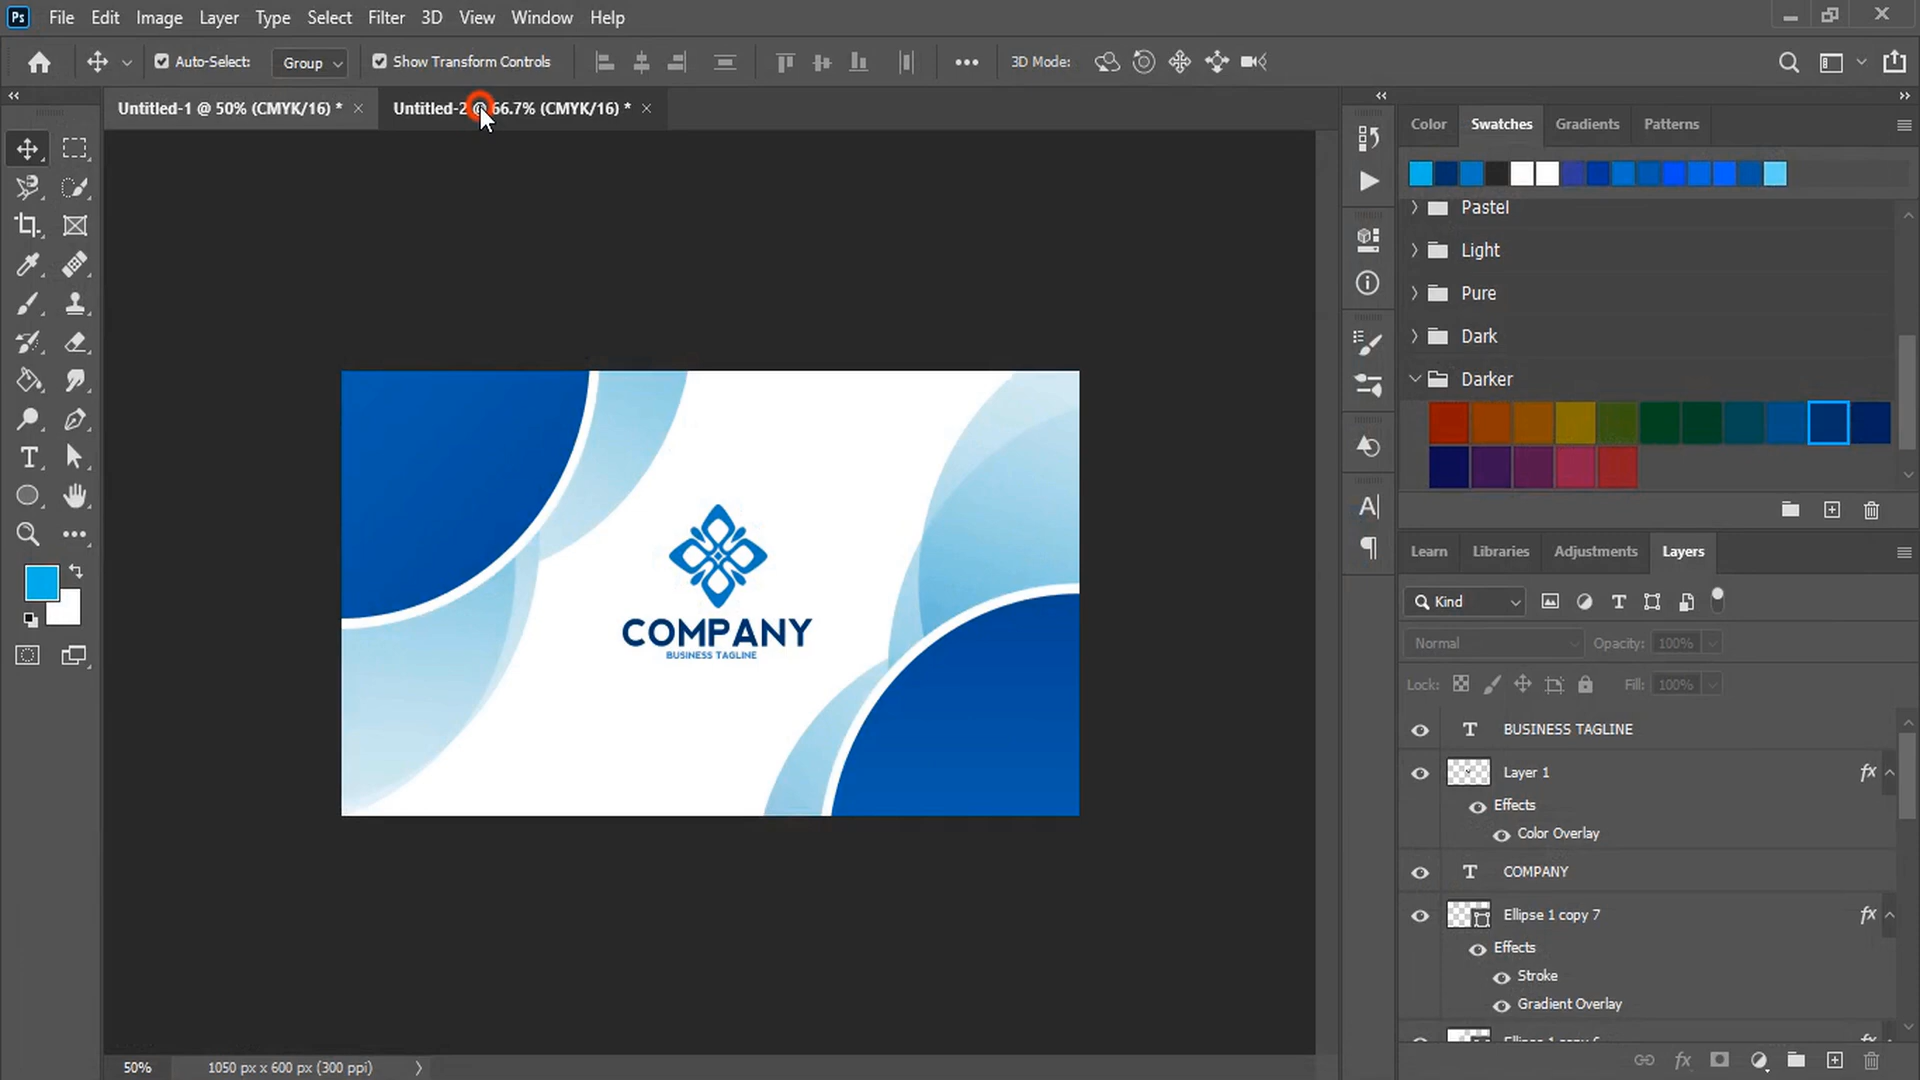 Ps File Edit Image Layer Type Select Filter 3D View Window Help
Auto-Select: Group Show Transform Controls 3D Mode:
Untitled-1 @ 50% (CMYK/16) * × Untitled-2 @ 66.7% (CMYK/16) * ×
Color Swatches Gradients Patterns
Pastel
Light
Pure
Dark
Darker
COMPANY
BUSINESS TAGLINE
Learn Libraries Adjustments Layers
Kind
Normal Opacity: 100%
Lock: Fill: 100%
BUSINESS TAGLINE
Layer 1 fx
Effects
Color Overlay
COMPANY
Ellipse 1 copy 7 fx
Effects
Stroke
Gradient Overlay
50% 1050 px x 600 px (300 ppi)